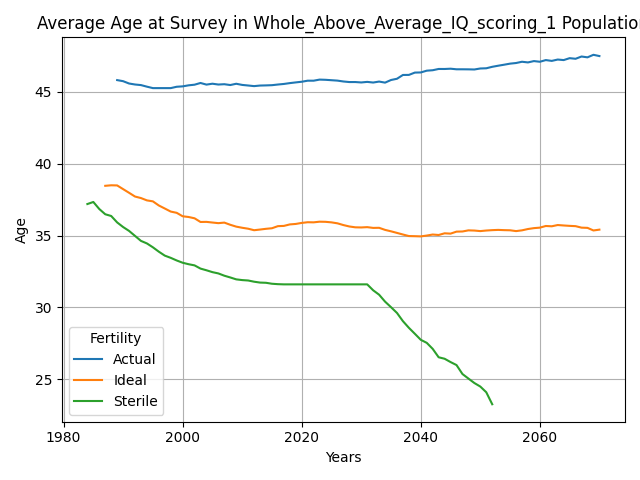 Average Age at Survey in Whole_Above_Average_IQ_scoring_1 Population
45
40
35
30
25
Age
Fertility
Actual
Ideal
Sterile
1980
2000
2020
2040
2060
Years